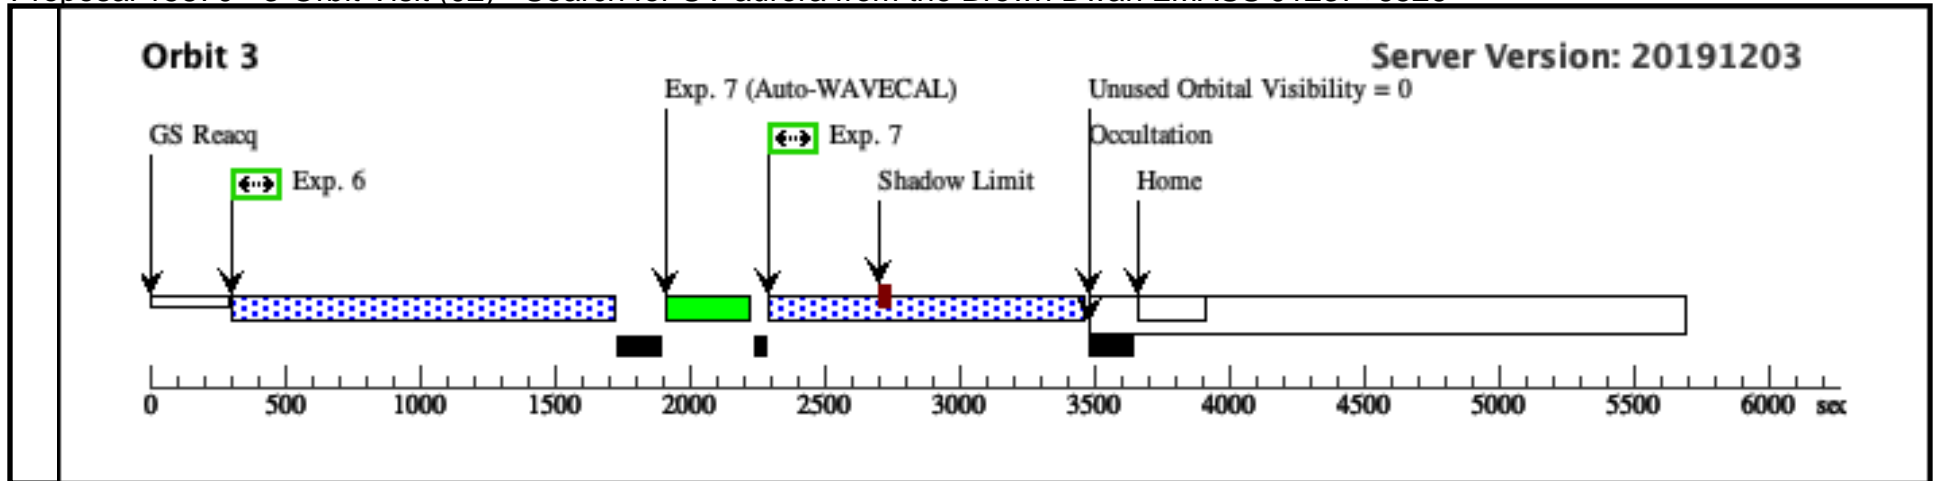 Orbit 3
Server Version: 20191203
Exp. 7 (Auto-WAVECAL)
Unused Orbital Visibility = 0
GS Reacq
Exp. 7
Occultation
Exp. 6
Shadow Limit
Home
0 500 1000 1500 2000 2500 3000 3500 4000 4500 5000 5500 6000 sec